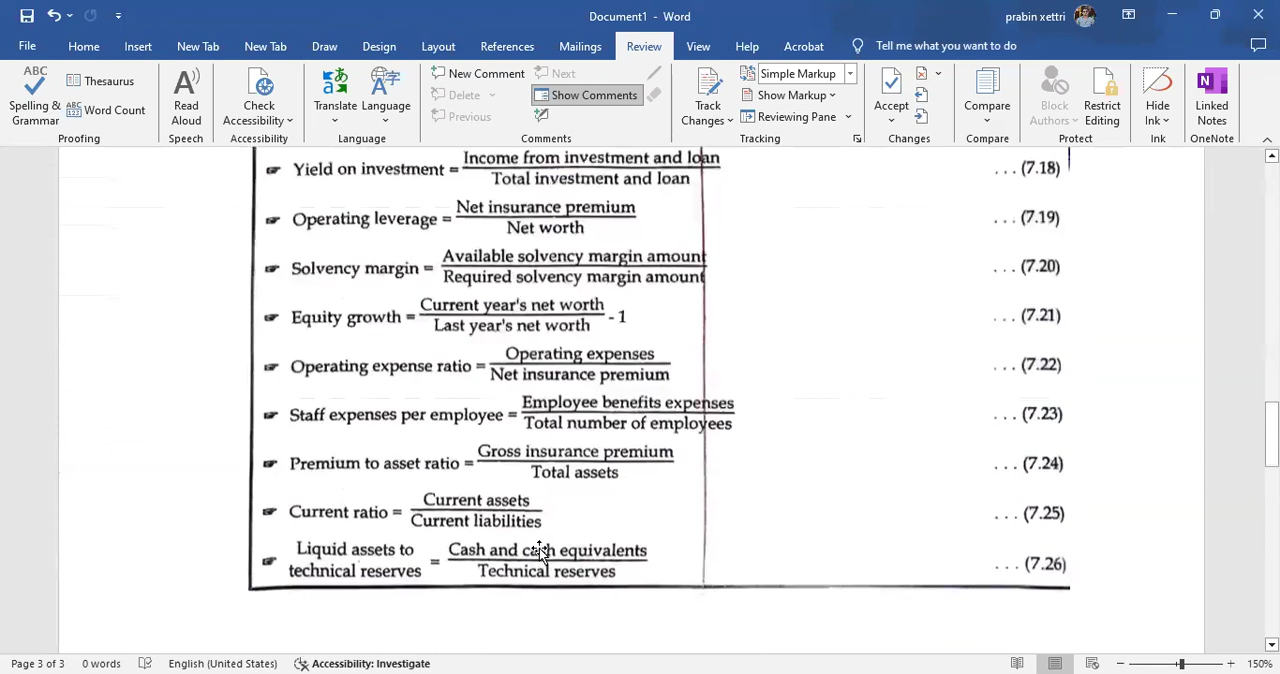 Document1 - Word
prabin xettri
File Home Insert New Tab New Tab Draw Design Layout References Mailings Review View Help Acrobat Tell me what you want to do
ABC
Spelling & Grammar
Thesaurus
ABC 123 Word Count
Proofing
Read Aloud
Speech
Check Accessibility
Accessibility
Translate
Language
Language
New Comment
Delete
Previous
Next
Show Comments
Comments
Track Changes
Simple Markup
Show Markup
Reviewing Pane
Tracking
Accept
Changes
Compare
Compare
Block Authors
Restrict Editing
Protect
Hide Ink
Ink
Linked Notes
OneNote
Yield on investment = Income from investment and loan / Total investment and loan ... (7.18)
Operating leverage = Net insurance premium / Net worth ... (7.19)
Solvency margin = Available solvency margin amount / Required solvency margin amount ... (7.20)
Equity growth = Current year's net worth / Last year's net worth - 1 ... (7.21)
Operating expense ratio = Operating expenses / Net insurance premium ... (7.22)
Staff expenses per employee = Employee benefits expenses / Total number of employees ... (7.23)
Premium to asset ratio = Gross insurance premium / Total assets ... (7.24)
Current ratio = Current assets / Current liabilities ... (7.25)
Liquid assets to technical reserves = Cash and cash equivalents / Technical reserves ... (7.26)
Page 3 of 3 0 words English (United States) Accessibility: Investigate 150%